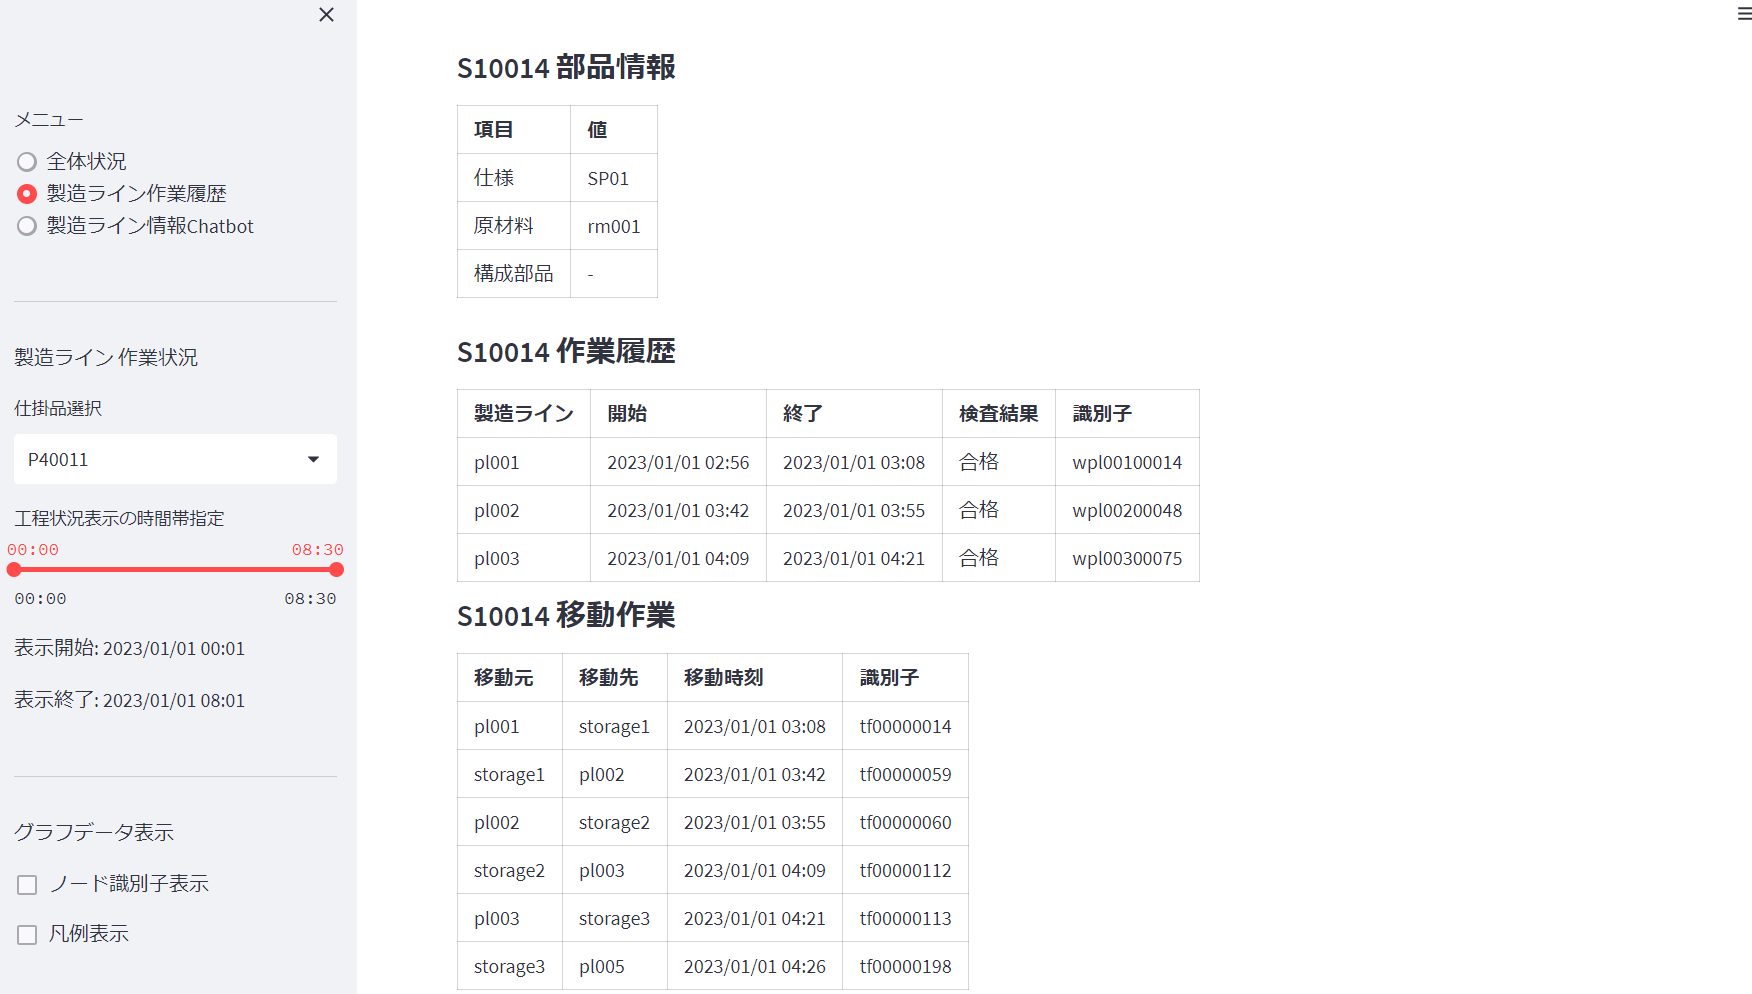 メニュー
全体状況
製造ライン作業履歴
製造ライン情報Chatbot
製造ライン 作業状況
仕掛品選択
P40011
工程状況表示の時間帯指定
00:00 08:30
00:00 08:30
表示開始: 2023/01/01 00:01
表示終了: 2023/01/01 08:01
グラフデータ表示
ノード識別子表示
凡例表示
S10014 部品情報
項目 値
仕様 SP01
原材料 rm001
構成部品 -
S10014 作業履歴
製造ライン 開始 終了 検査結果 識別子
pl001 2023/01/01 02:56 2023/01/01 03:08 合格 wpl00100014
pl002 2023/01/01 03:42 2023/01/01 03:55 合格 wpl00200048
pl003 2023/01/01 04:09 2023/01/01 04:21 合格 wpl00300075
S10014 移動作業
移動元 移動先 移動時刻 識別子
pl001 storage1 2023/01/01 03:08 tf00000014
storage1 pl002 2023/01/01 03:42 tf00000059
pl002 storage2 2023/01/01 03:55 tf00000060
storage2 pl003 2023/01/01 04:09 tf00000112
pl003 storage3 2023/01/01 04:21 tf00000113
storage3 pl005 2023/01/01 04:26 tf00000198